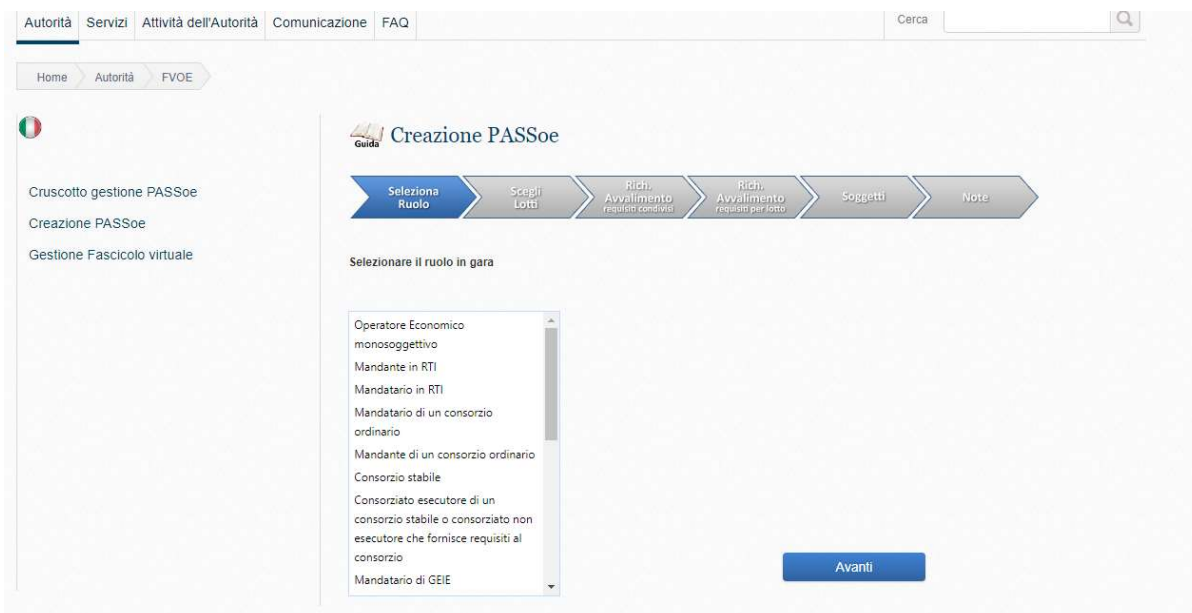 Autorità Servizi Attività dell'Autorità Comunicazione FAQ Cerca
Home Autorità FVOE
Guida Creazione PASSoe
Seleziona Ruolo
Scegli Lotti
Rich. Avvalimento requisiti condivisi
Rich. Avvalimento requisiti per lotto
Soggetti
Note
Cruscotto gestione PASSoe
Creazione PASSoe
Gestione Fascicolo virtuale
Selezionare il ruolo in gara
Operatore Economico
monosoggettivo
Mandante in RTI
Mandatario in RTI
Mandatario di un consorzio
ordinario
Mandante di un consorzio ordinario
Consorzio stabile
Consorziato esecutore di un
consorzio stabile o consorziato non
esecutore che fornisce requisiti al
consorzio
Mandatario di GEIE
Avanti